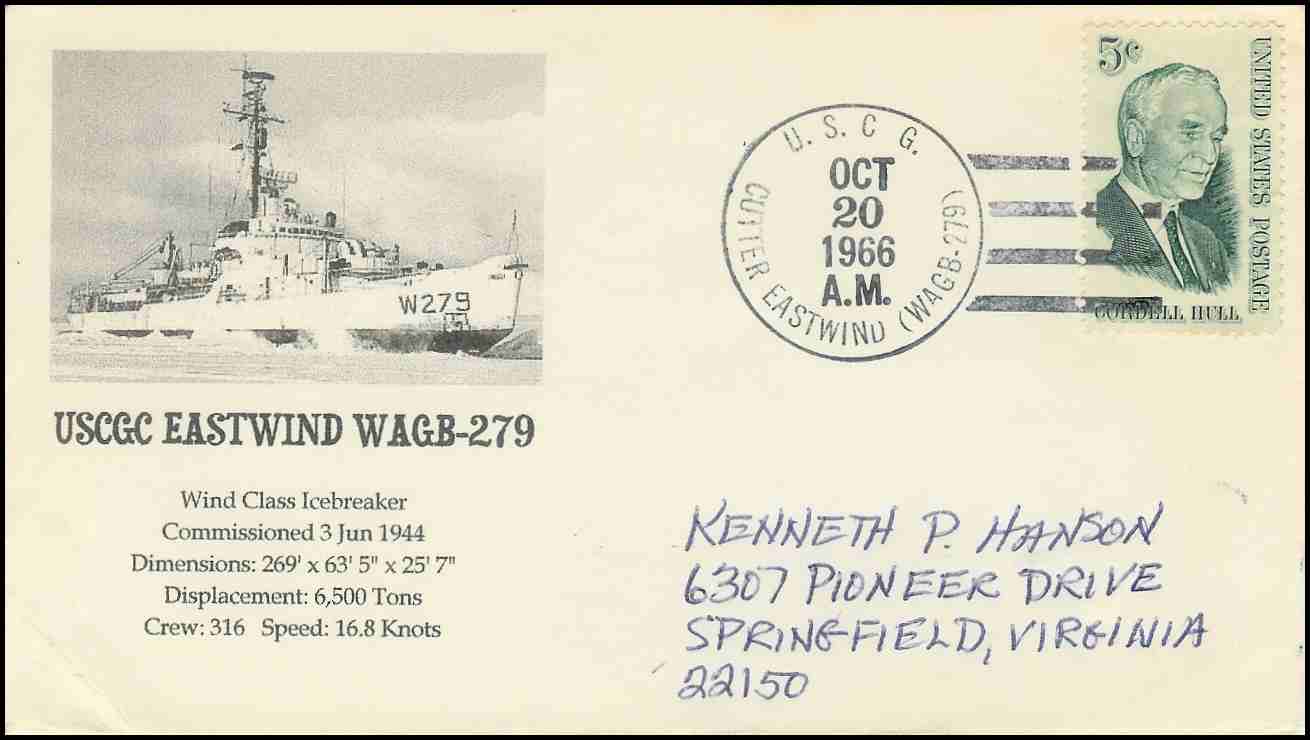 W279
USCGC EASTWIND WAGB-279
Wind Class Icebreaker
Commissioned 3 Jun 1944
Dimensions: 269' x 63' 5" x 25' 7"
Displacement: 6,500 Tons
Crew: 316 Speed: 16.8 Knots
U. S. C G.
CUTTER EASTWIND (WAGB-279)
OCT
20
1966
A.M.
5¢
UNITED STATES POSTAGE
CORDELL HULL
KENNETH P. HANSON
6307 PIONEER DRIVE
SPRINGFIELD, VIRGINIA
22150